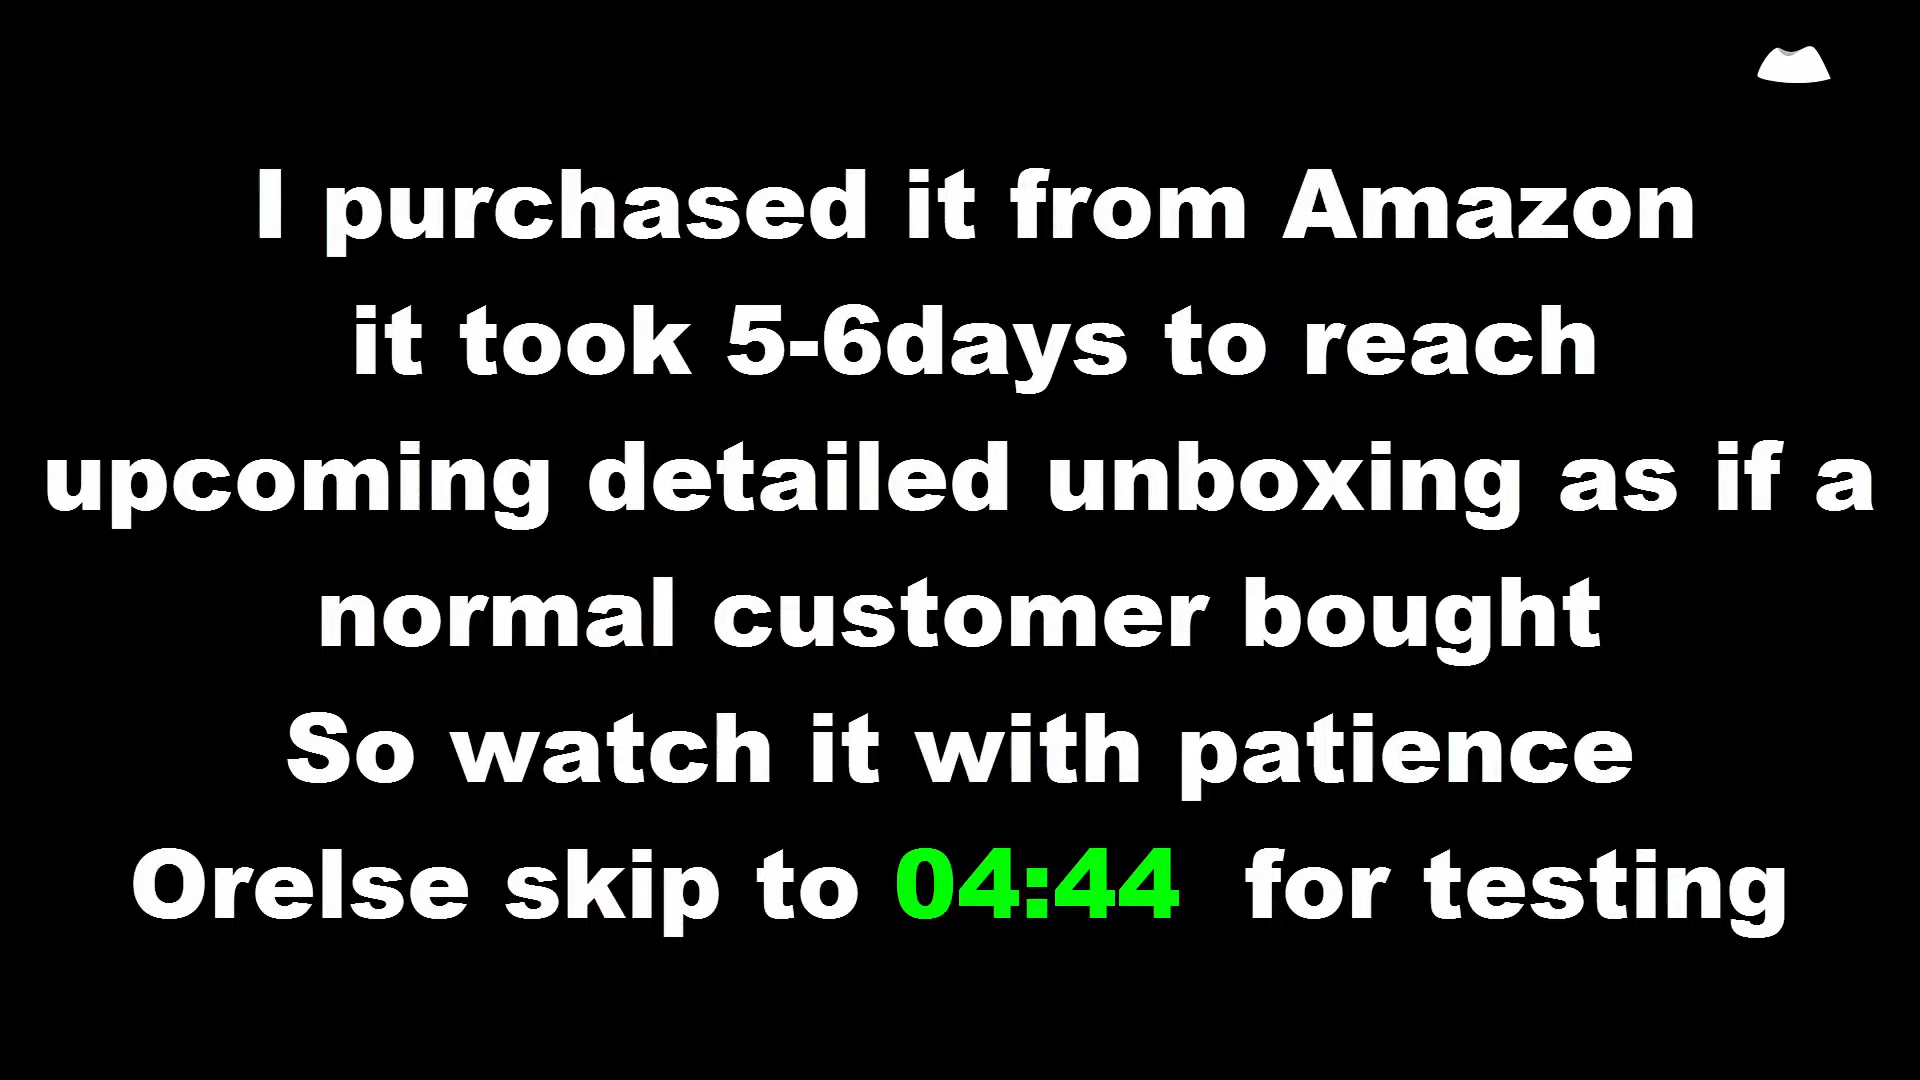 I purchased it from Amazon
it took 5-6days to reach
upcoming detailed unboxing as if a
normal customer bought
So watch it with patience
Orelse skip to 04:44 for testing